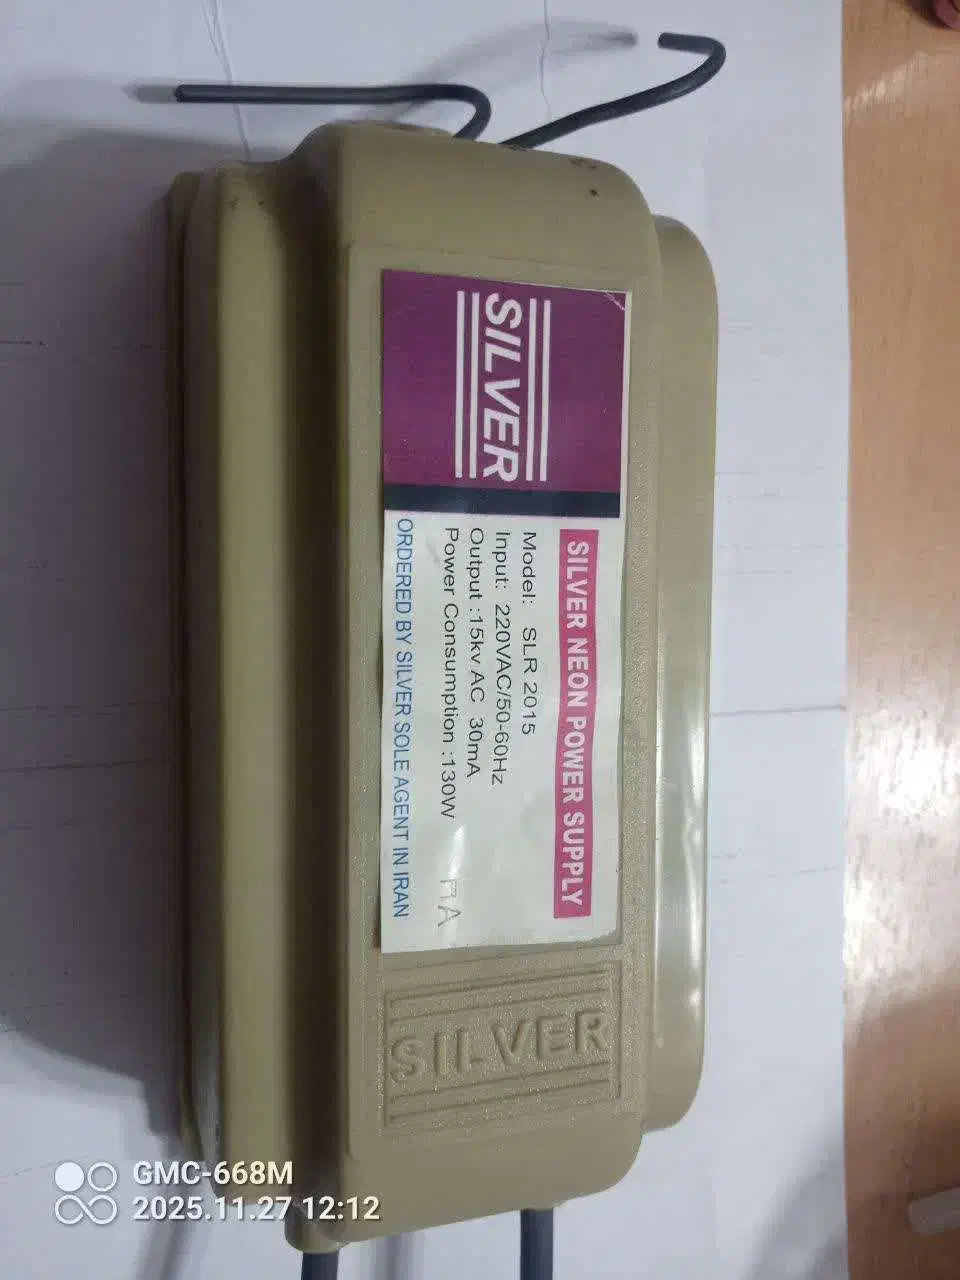 SILVER
SILVER NEON POWER SUPPLY
Model: SLR 2015
Input: 220VAC/50-60Hz
Output :15kv AC 30mA
Power Consumption :130W
ORDERED BY SILVER SOLE AGENT IN IRAN
SILVER
GMC-668M
2025.11.27 12:12